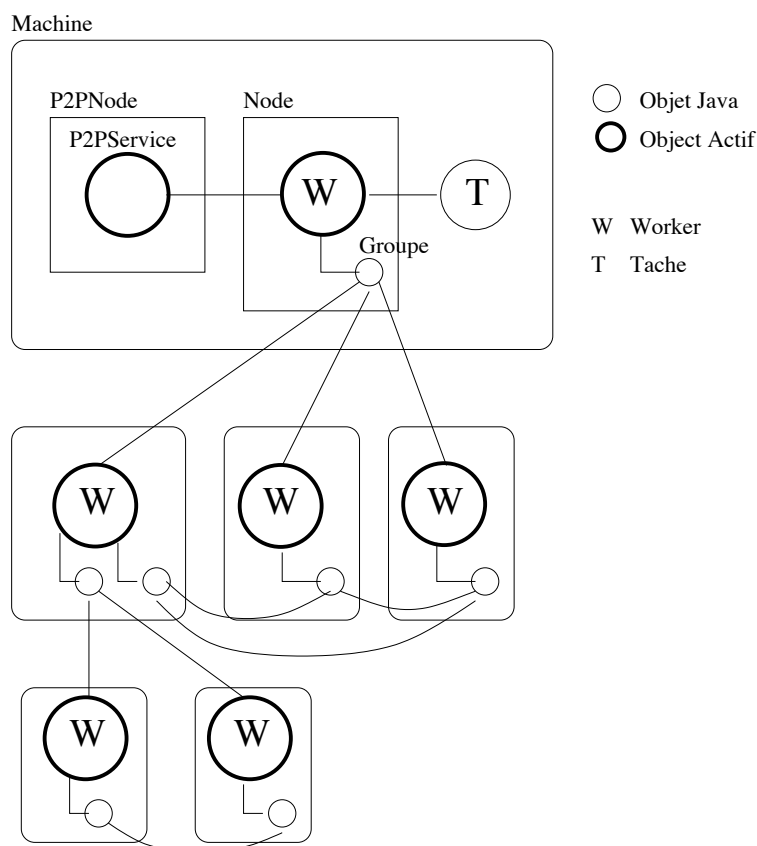 Machine
P2PNode
Node
P2PService
W
T
Groupe
Objet Java
Object Actif
W Worker
T Tache
W
W
W
W
W